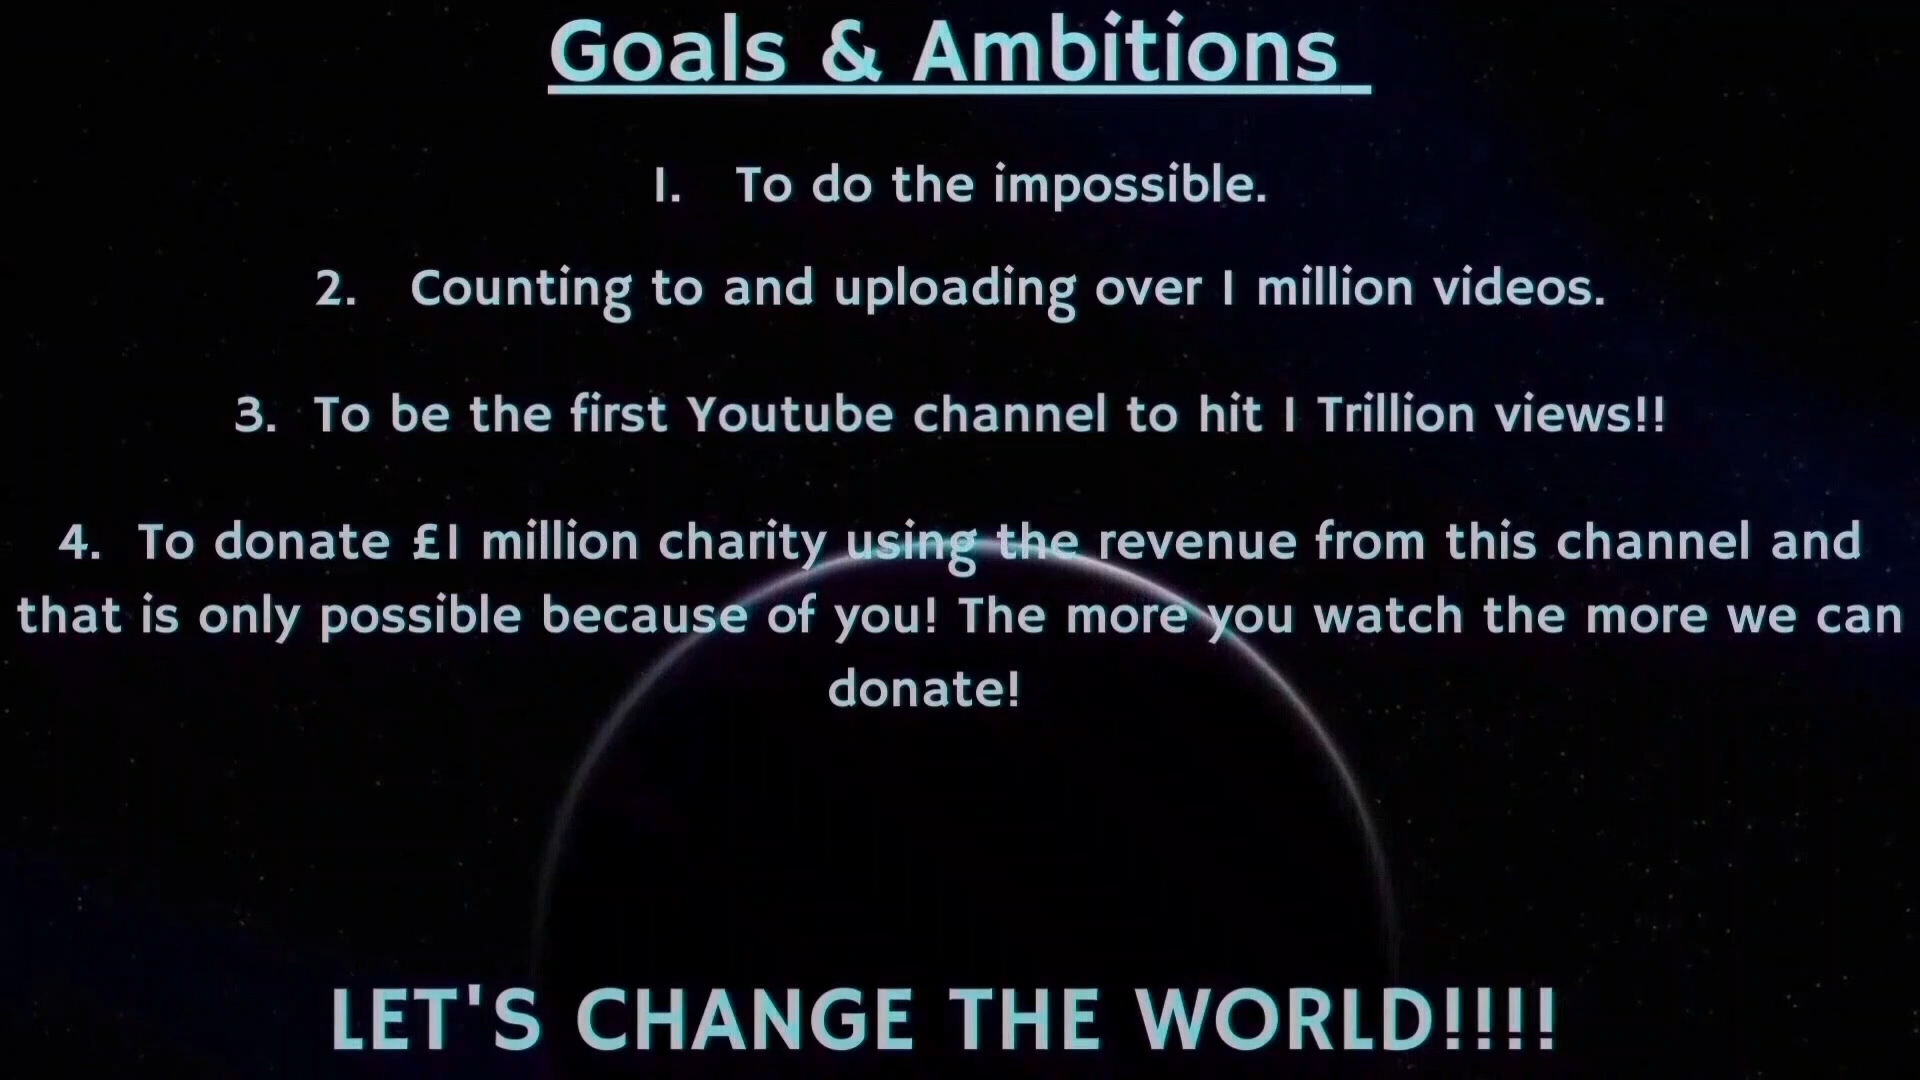 Goals & Ambitions
1. To do the impossible.
2. Counting to and uploading over 1 million videos.
3. To be the first Youtube channel to hit 1 Trillion views!!
4. To donate £1 million charity using the revenue from this channel and
that is only possible because of you! The more you watch the more we can
donate!
LET'S CHANGE THE WORLD!!!!